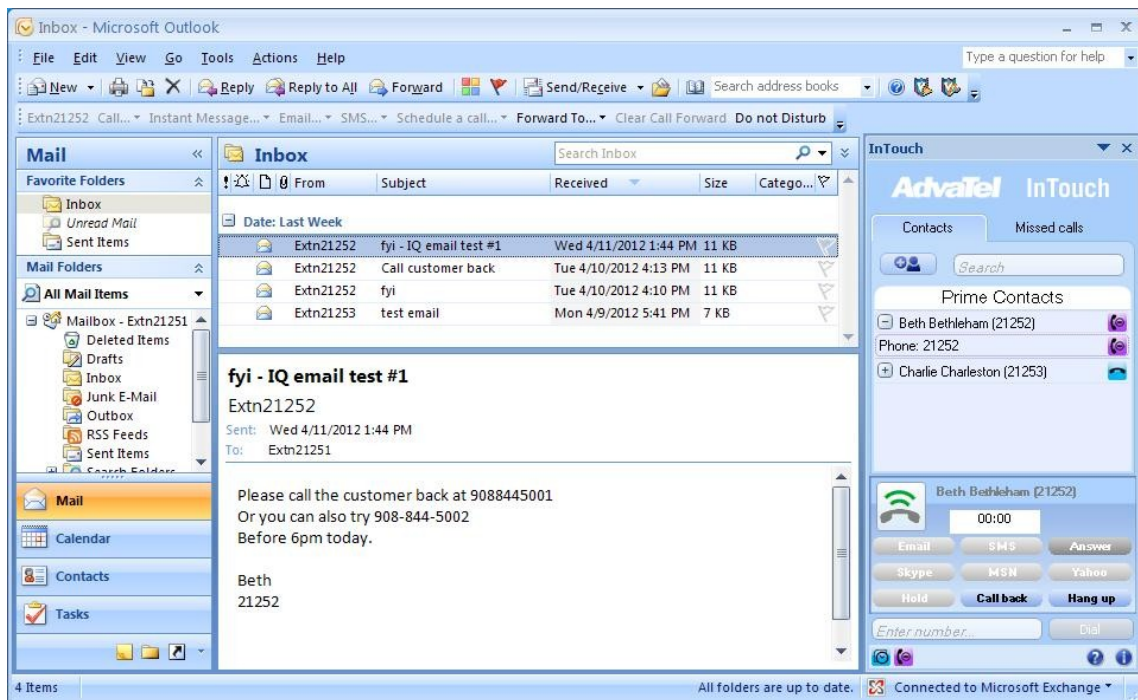 Inbox - Microsoft Outlook
File Edit View Go Tools Actions Help
Type a question for help
New Reply Reply to All Forward Send/Receive Search address books
Extn21252 Call... Instant Message... Email... SMS... Schedule a call... Forward To... Clear Call Forward Do not Disturb
Mail
Favorite Folders
Inbox
Unread Mail
Sent Items
Mail Folders
All Mail Items
Mailbox - Extn21251
Deleted Items
Drafts
Inbox
Junk E-Mail
Outbox
RSS Feeds
Sent Items
Search Folders
Mail
Calendar
Contacts
Tasks
Inbox
Search Inbox
From Subject Received Size Catego...
Date: Last Week
Extn21252 fyi - IQ email test #1 Wed 4/11/2012 1:44 PM 11 KB
Extn21252 Call customer back Tue 4/10/2012 4:13 PM 11 KB
Extn21252 fyi Tue 4/10/2012 4:10 PM 11 KB
Extn21253 test email Mon 4/9/2012 5:41 PM 7 KB
fyi - IQ email test #1
Extn21252
Sent: Wed 4/11/2012 1:44 PM
To: Extn21251
Please call the customer back at 9088445001
Or you can also try 908-844-5002
Before 6pm today.
Beth
21252
InTouch
AdvaTel InTouch
Contacts Missed calls
Search
Prime Contacts
Beth Bethleham (21252)
Phone: 21252
Charlie Charleston (21253)
Beth Bethleham (21252)
00:00
Email SMS Answer
Skype MSN Yahoo
Hold Call back Hang up
Enter number... Dial
4 Items
All folders are up to date. Connected to Microsoft Exchange